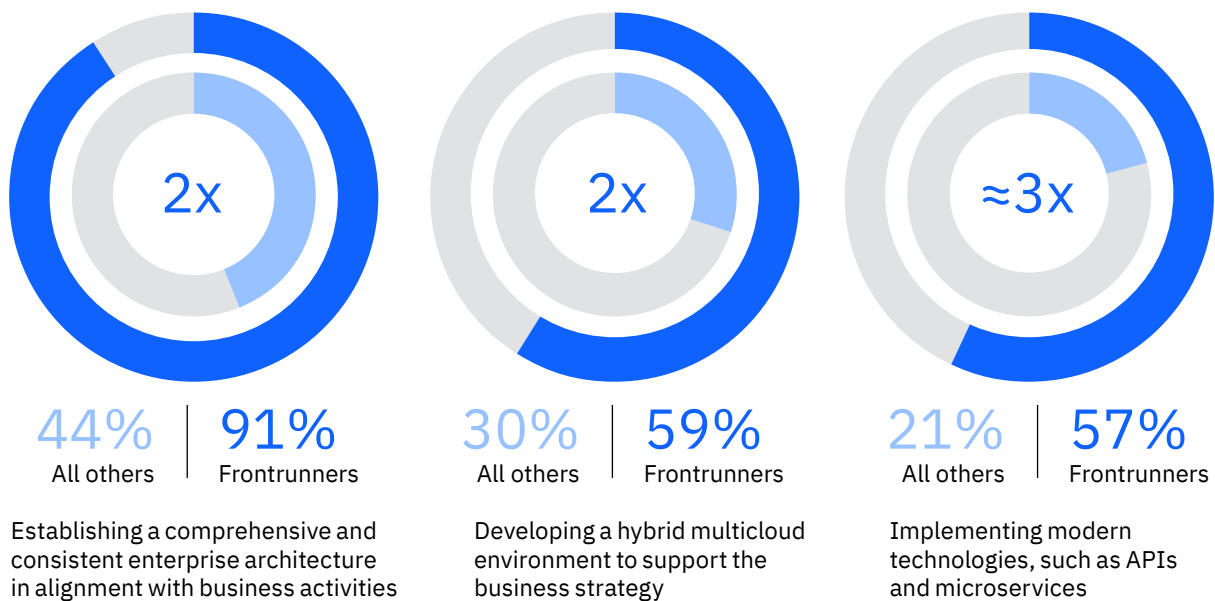 2x
44%
All others
91%
Frontrunners
Establishing a comprehensive and
consistent enterprise architecture
in alignment with business activities
2x
30%
All others
59%
Frontrunners
Developing a hybrid multicloud
environment to support the
business strategy
≈3x
21%
All others
57%
Frontrunners
Implementing modern
technologies, such as APIs
and microservices